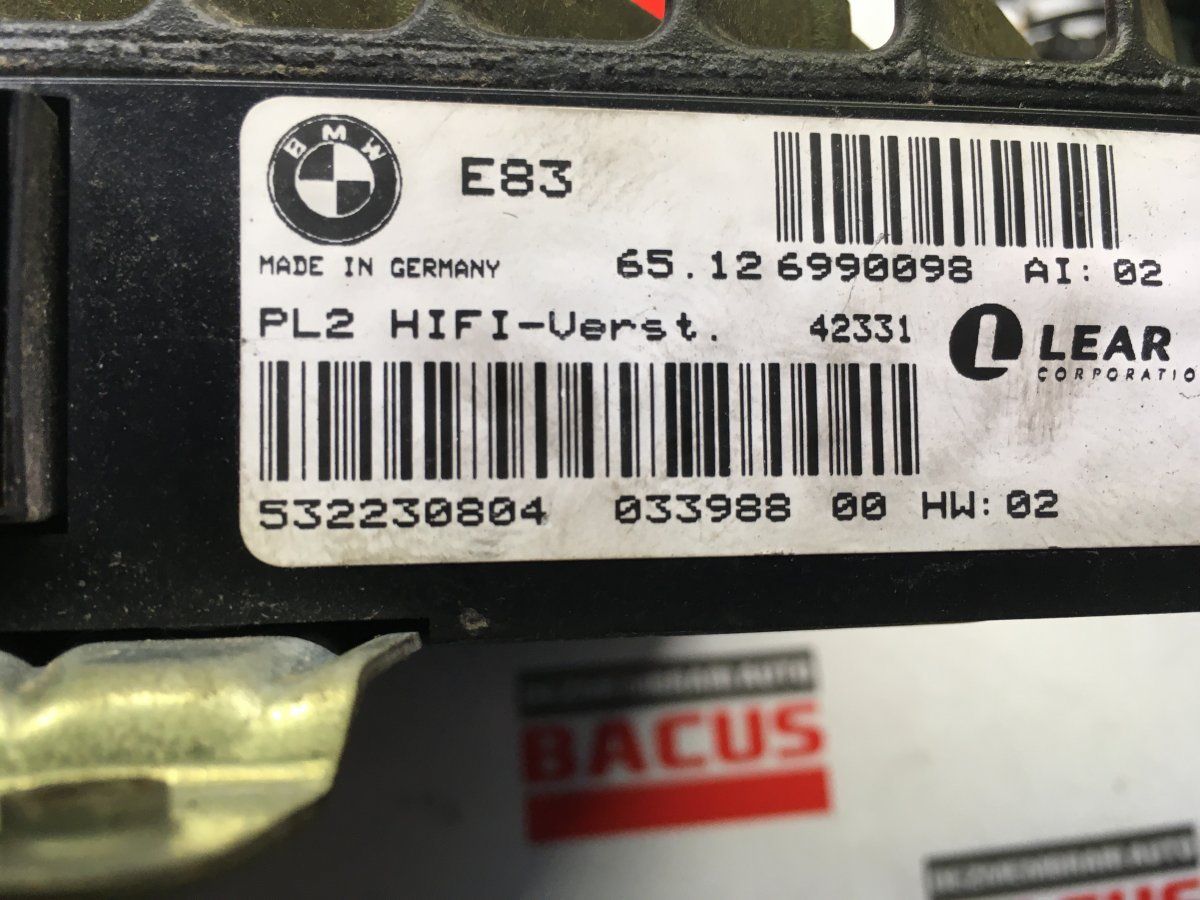 BMW
E83
MADE IN GERMANY
65.12 6990098 AI: 02
PL2 HIFI-Verst. 42331
LEAR
CORPORATIO
532230804 033988 00 HW: 02
BACUS